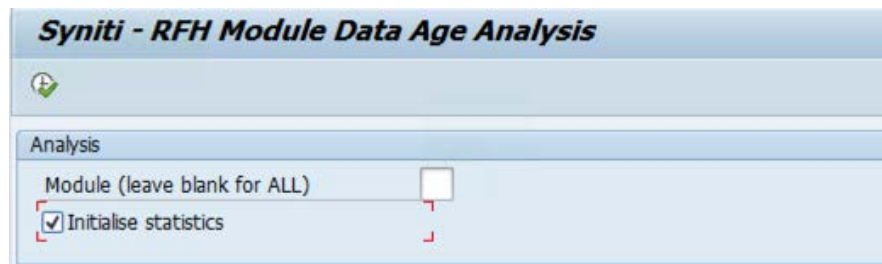 Syniti - RFH Module Data Age Analysis
Analysis
Module (leave blank for ALL)
Initialise statistics